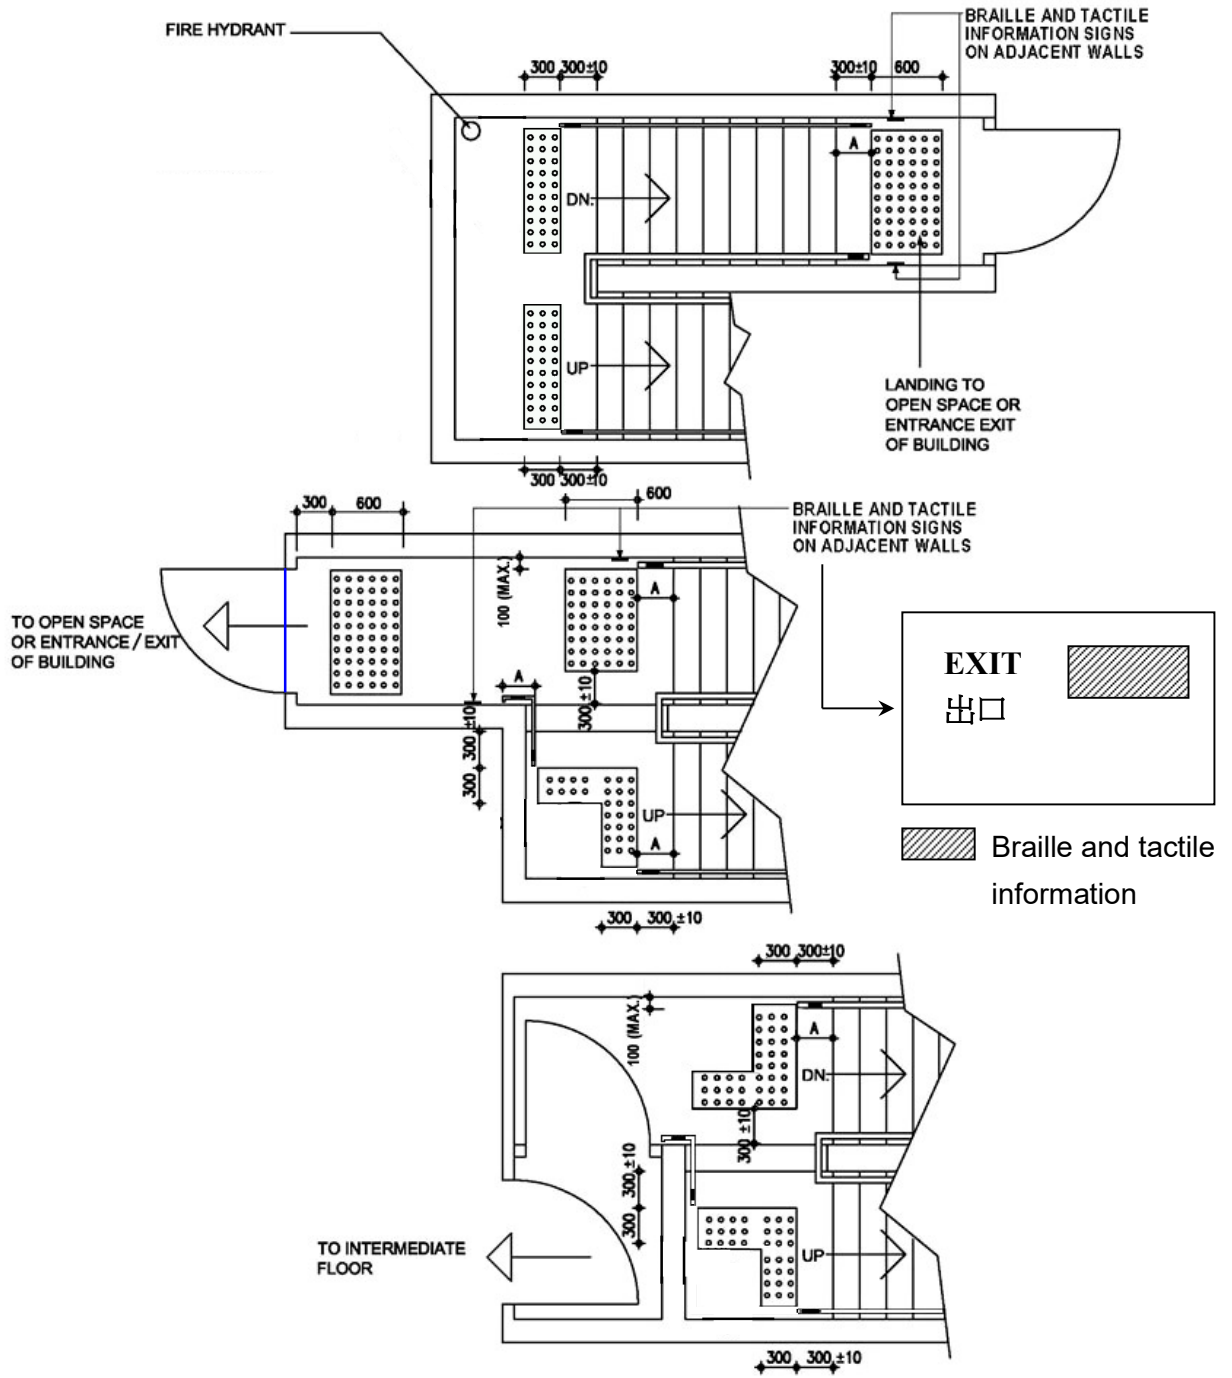 BRAILLE AND TACTILE
INFORMATION SIGNS
ON ADJACENT WALLS
FIRE HYDRANT
300 300±10
300±10 600
A
DN.
UP
LANDING TO
OPEN SPACE OR
ENTRANCE EXIT
OF BUILDING
300 300±10
600
300 600
BRAILLE AND TACTILE
INFORMATION SIGNS
ON ADJACENT WALLS
100 (MAX.)
A
TO OPEN SPACE
OR ENTRANCE / EXIT
OF BUILDING
A
300 ±10
300 ±10
300
UP
A
300 300 ±10
EXIT
出口
Braille and tactile
information
300 300±10
100 (MAX.)
A
DN.
300 ±10
300 ±10
300
TO INTERMEDIATE
FLOOR
UP
300 300 ±10